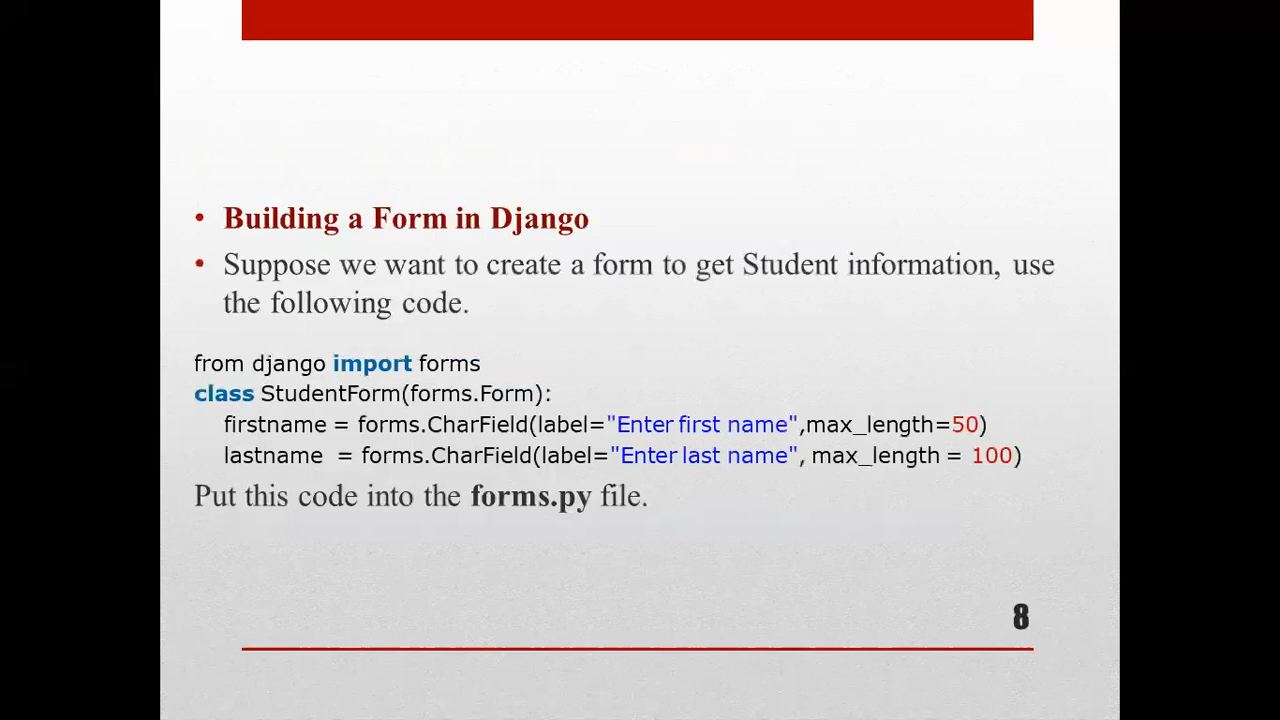 • Building a Form in Django
• Suppose we want to create a form to get Student information, use
the following code.
from django import forms
class StudentForm(forms.Form):
firstname = forms.CharField(label="Enter first name",max_length=50)
lastname  = forms.CharField(label="Enter last name", max_length = 100)
Put this code into the forms.py file.
8